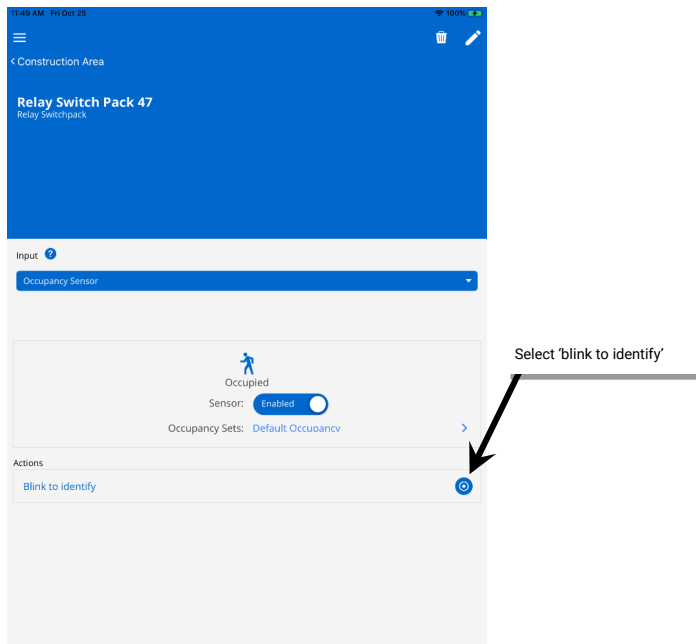 11:49 AM Fri Oct 25
100%
< Construction Area
Relay Switch Pack 47
Relay Switchpack
Input ?
Occupancy Sensor
Select ‘blink to identify’
Occupied
Sensor: Enabled
Occupancy Sets: Default Occupancy
Actions
Blink to identify